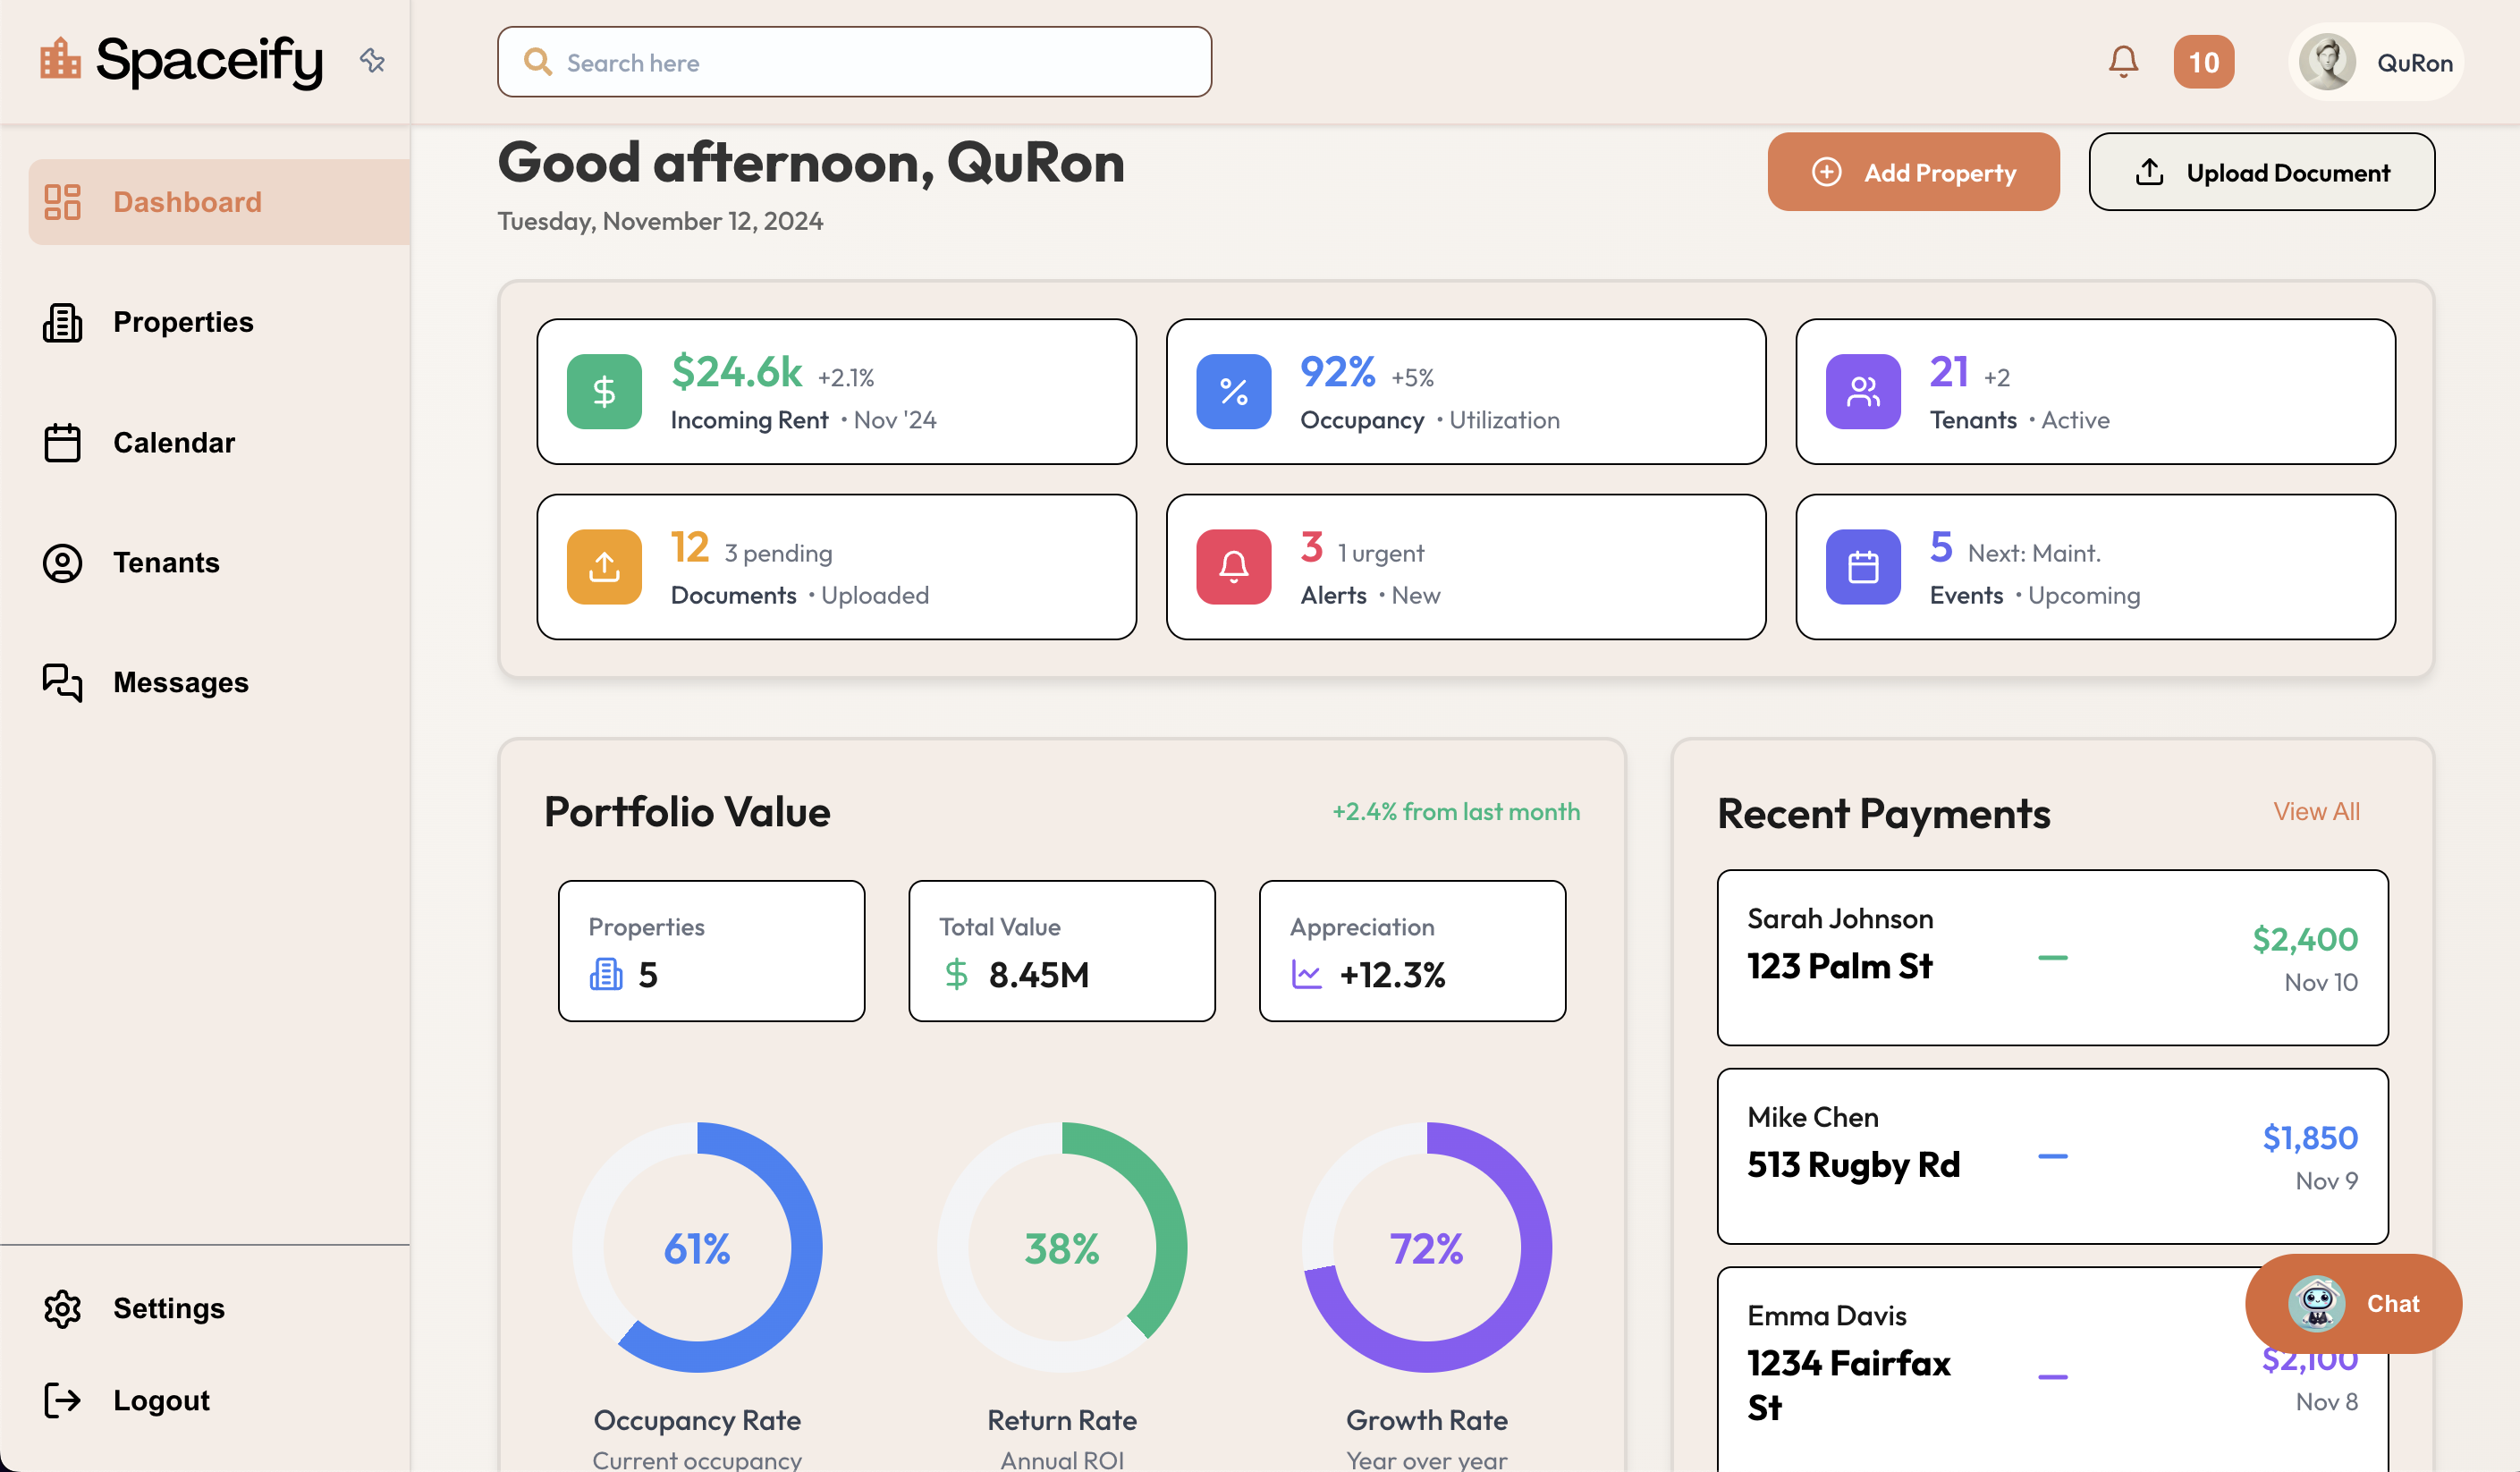 Spaceify
Search here
10
QuRon
Dashboard
Properties
Calendar
Tenants
Messages
Settings
Logout
Good afternoon, QuRon
Tuesday, November 12, 2024
Add Property
Upload Document
$24.6k +2.1%
Incoming Rent • Nov '24
92% +5%
Occupancy • Utilization
21 +2
Tenants • Active
12 3 pending
Documents • Uploaded
3 1 urgent
Alerts • New
5 Next: Maint.
Events • Upcoming
Portfolio Value
+2.4% from last month
Properties
5
Total Value
$ 8.45M
Appreciation
+12.3%
61%
Occupancy Rate
Current occupancy
38%
Return Rate
Annual ROI
72%
Growth Rate
Year over year
Recent Payments
View All
Sarah Johnson
123 Palm St
$2,400
Nov 10
Mike Chen
513 Rugby Rd
$1,850
Nov 9
Emma Davis
1234 Fairfax
St
$2,100
Nov 8
Chat